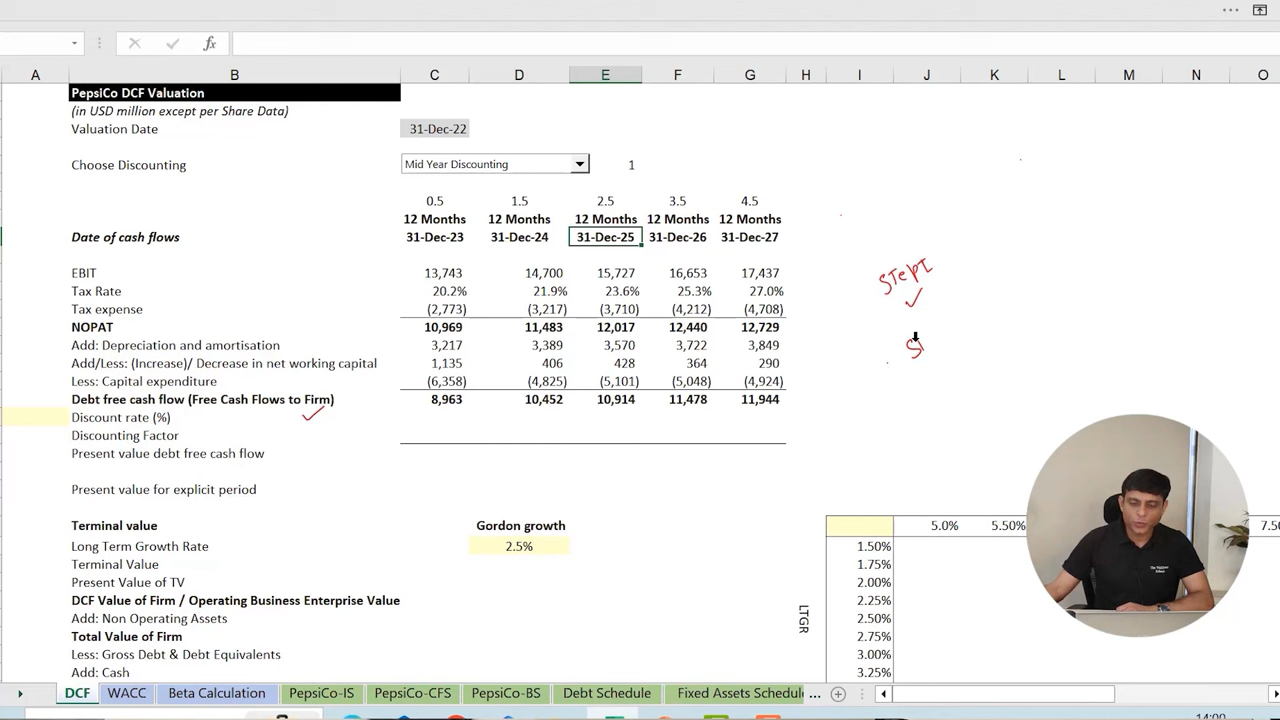 A B C D E F G H I J K L M N O
PepsiCo DCF Valuation
(in USD million except per Share Data)
Valuation Date 31-Dec-22
Choose Discounting Mid Year Discounting 1
0.5 1.5 2.5 3.5 4.5
12 Months 12 Months 12 Months 12 Months 12 Months
Date of cash flows 31-Dec-23 31-Dec-24 31-Dec-25 31-Dec-26 31-Dec-27
EBIT 13,743 14,700 15,727 16,653 17,437
STePI
Tax Rate 20.2% 21.9% 23.6% 25.3% 27.0%
Tax expense (2,773) (3,217) (3,710) (4,212) (4,708)
NOPAT 10,969 11,483 12,017 12,440 12,729
Add: Depreciation and amortisation 3,217 3,389 3,570 3,722 3,849
Add/Less: (Increase)/ Decrease in net working capital 1,135 406 428 364 290
Less: Capital expenditure (6,358) (4,825) (5,101) (5,048) (4,924)
Debt free cash flow (Free Cash Flows to Firm) 8,963 10,452 10,914 11,478 11,944
Discount rate (%)
Discounting Factor
Present value debt free cash flow
Present value for explicit period
Terminal value Gordon growth 5.0% 5.50%
Long Term Growth Rate 2.5% 1.50%
Terminal Value 1.75%
Present Value of TV 2.00%
DCF Value of Firm / Operating Business Enterprise Value 2.25%
Add: Non Operating Assets LTGR 2.50%
Total Value of Firm 2.75%
Less: Gross Debt & Debt Equivalents 3.00%
Add: Cash 3.25%
DCF WACC Beta Calculation PepsiCo-IS PepsiCo-CFS PepsiCo-BS Debt Schedule Fixed Assets Schedul ...